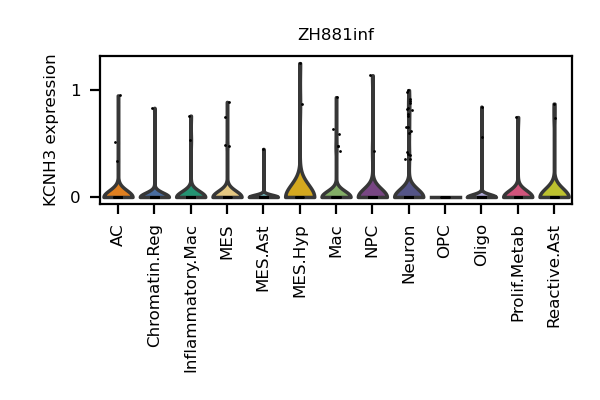 ZH881inf
KCNH3 expression
1
0
AC
Chromatin.Reg
Inflammatory.Mac
MES
MES.Ast
MES.Hyp
Mac
NPC
Neuron
OPC
Oligo
Prolif.Metab
Reactive.Ast